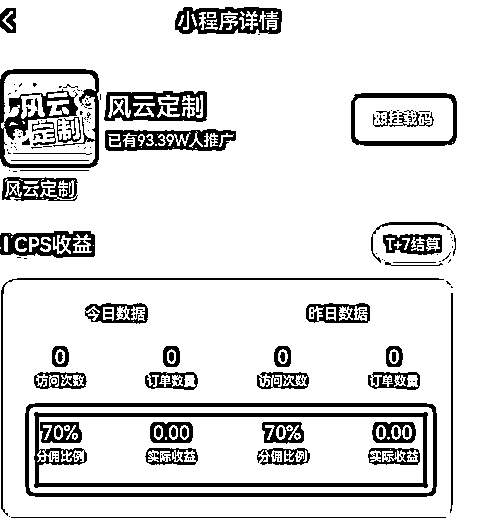 小程序详情
风云
定制
风云定制
已有93.39W人推广
挂载码
风云定制
CPS收益
T+7结算
今日数据 昨日数据
0 0 0 0
访问次数 订单数量 访问次数 订单数量
70% 0.00 70% 0.00
分佣比例 实际收益 分佣比例 实际收益